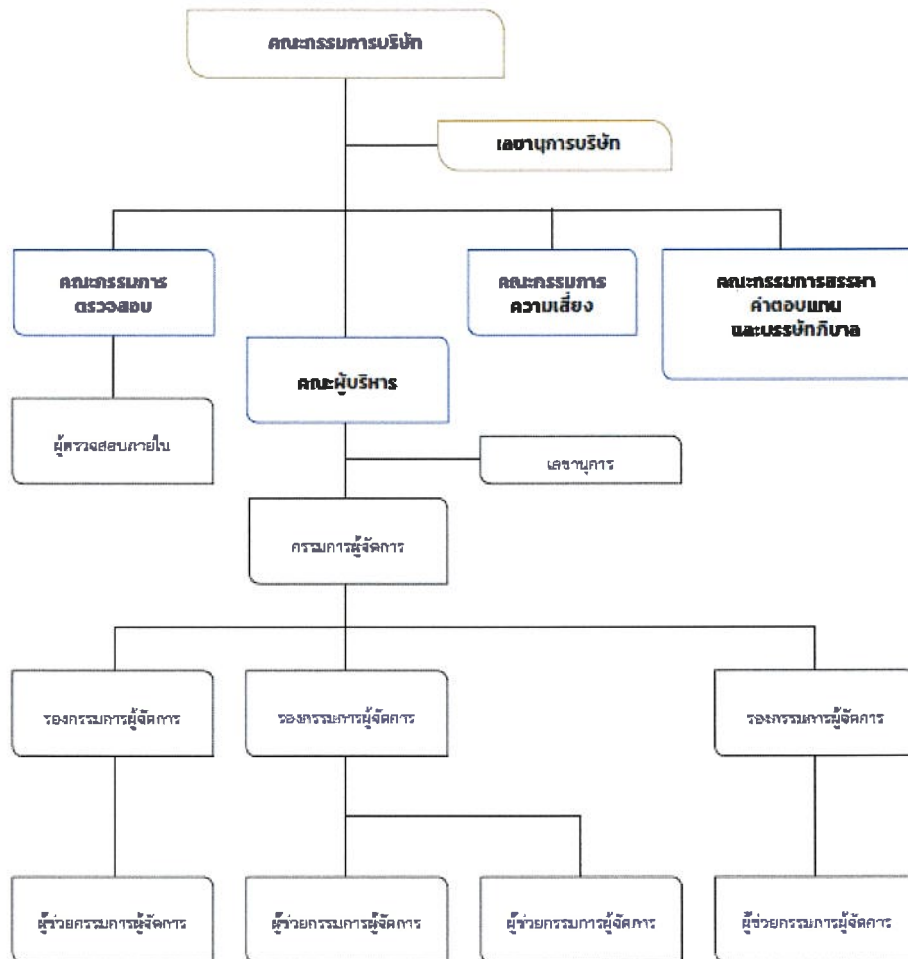 คณะกรรมการบริษัท
เลขานุการบริษัท
คณะกรรมการ
ตรวจสอบ
คณะกรรมการ
ความเสี่ยง
คณะกรรมการสรรหา
ค่าตอบแทน
และบรรษัทภิบาล
คณะผู้บริหาร
ผู้ตรวจสอบภายใน
เลขานุการ
กรรมการผู้จัดการ
รองกรรมการผู้จัดการ
รองกรรมการผู้จัดการ
รองกรรมการผู้จัดการ
ผู้ช่วยกรรมการผู้จัดการ
ผู้ช่วยกรรมการผู้จัดการ
ผู้ช่วยกรรมการผู้จัดการ
ผู้ช่วยกรรมการผู้จัดการ